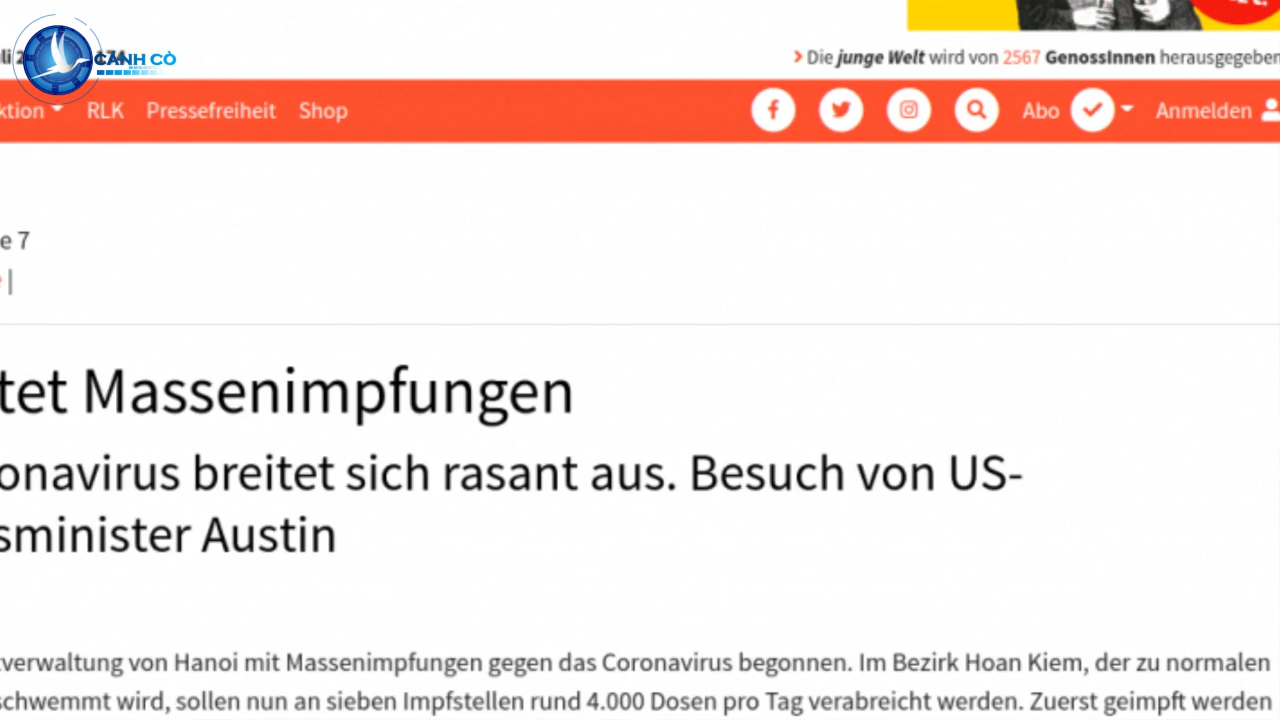 rt.
CÁNH CÒ
Die junge Welt wird von 2567 GenossInnen herausgegeben
ktion RLK Pressefreiheit Shop Abo Anmelden
e 7
tet Massenimpfungen
onavirus breitet sich rasant aus. Besuch von US-
sminister Austin
tverwaltung von Hanoi mit Massenimpfungen gegen das Coronavirus begonnen. Im Bezirk Hoan Kiem, der zu normalen
schwemmt wird, sollen nun an sieben Impfstellen rund 4.000 Dosen pro Tag verabreicht werden. Zuerst geimpft werden